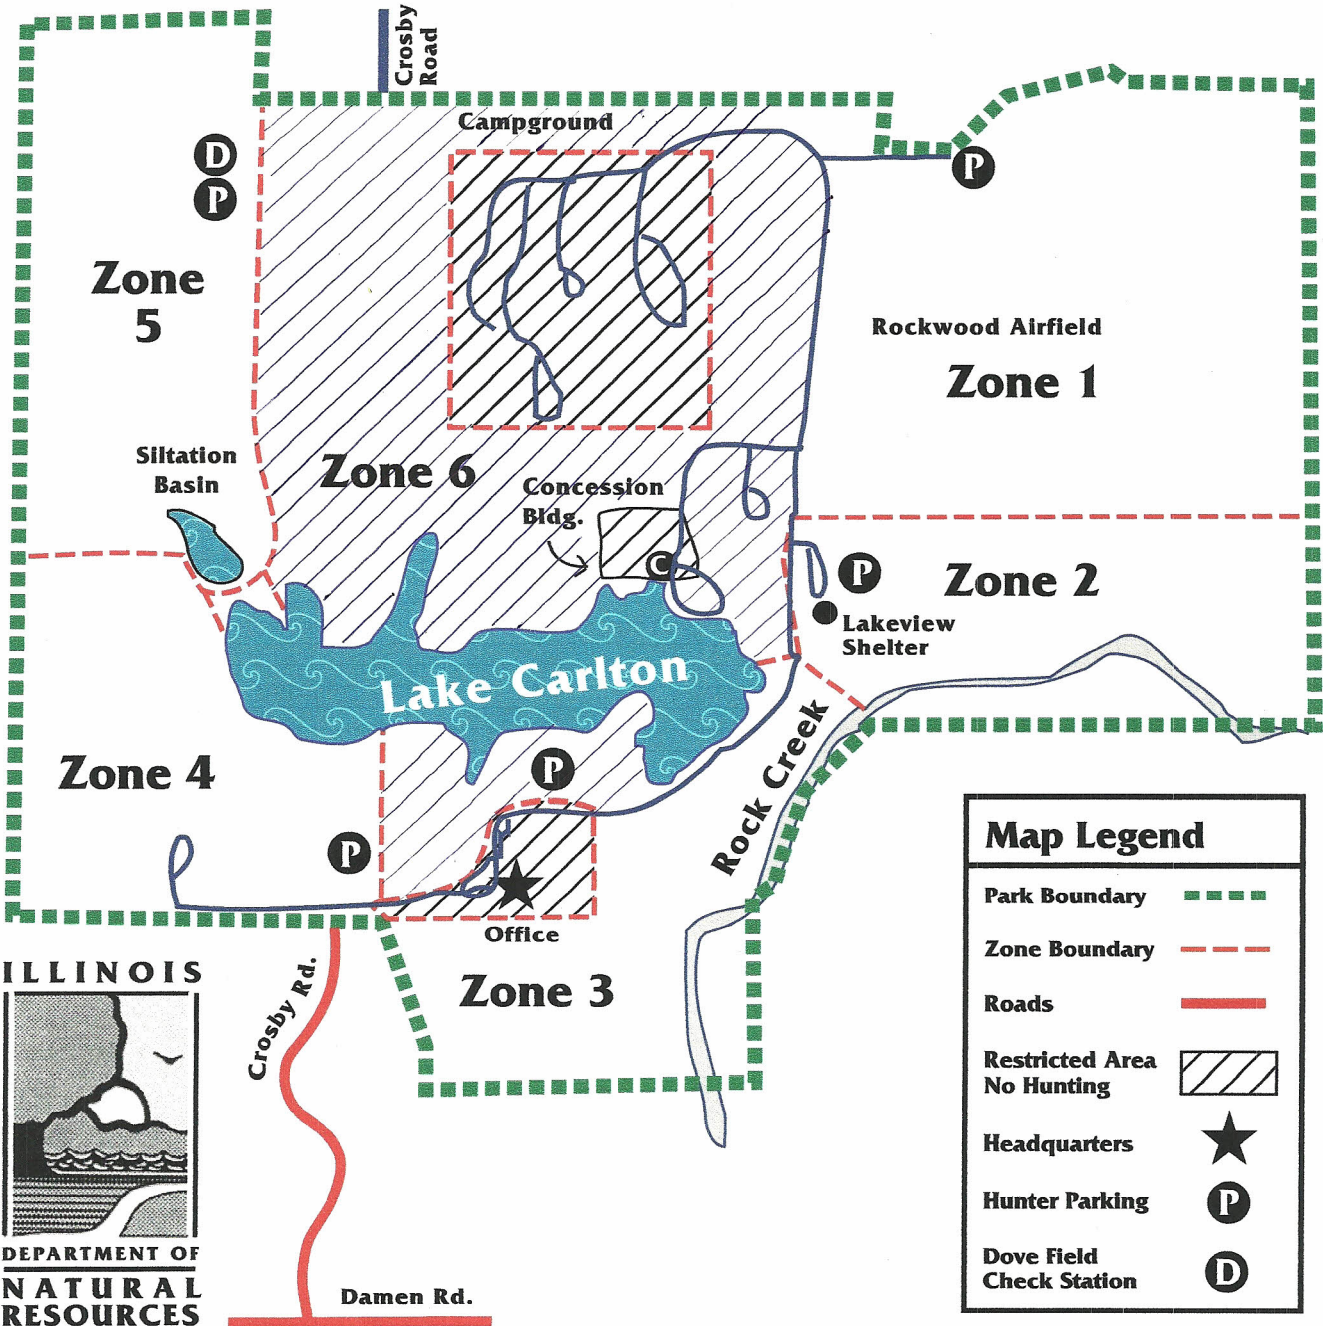 Crosby
Road
Campground
D
P
P
Zone
5
Rockwood Airfield
Zone 1
Siltation
Basin
Zone 6
Concession
Bldg.
C
P
Zone 2
Lakeview
Shelter
Lake Carlton
Rock Creek
Zone 4
P
P
Office
Zone 3
Crosby Rd.
Damen Rd.
Map Legend
Park Boundary
Zone Boundary
Roads
Restricted Area
No Hunting
Headquarters
Hunter Parking
P
Dove Field
Check Station
D
ILLINOIS
DEPARTMENT OF
NATURAL
RESOURCES